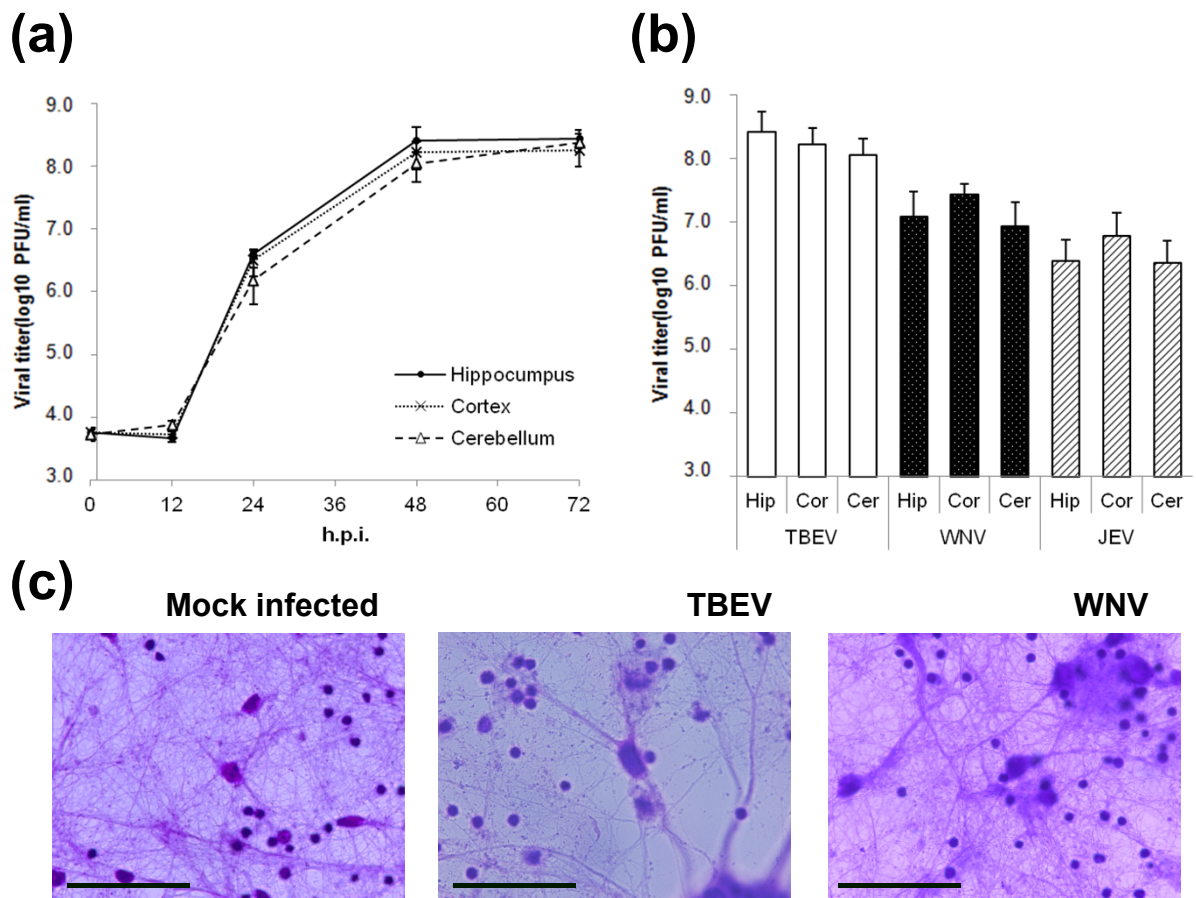 (a)
9.0
8.0
7.0
6.0
5.0
4.0
3.0
Viral titer(log10 PFU/ml)
Hippocumpus
Cortex
Cerebellum
0 12 24 36 48 60 72
h.p.i.
(b)
9.0
8.0
7.0
6.0
5.0
4.0
3.0
Viral titer(log10 PFU/ml)
Hip Cor Cer Hip Cor Cer Hip Cor Cer
TBEV WNV JEV
(c)
Mock infected TBEV WNV